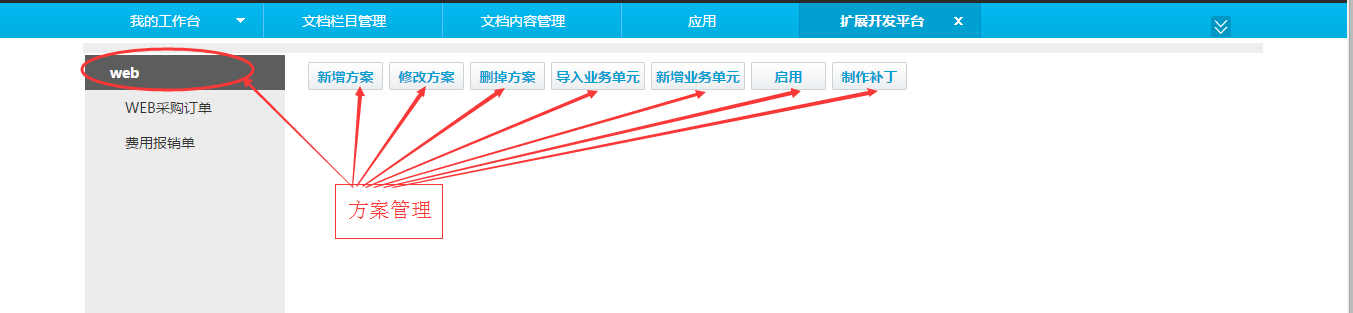 我的工作台 文档栏目管理 文档内容管理 应用 扩展开发平台 x
web 新增方案 修改方案 删掉方案 导入业务单元 新增业务单元 启用 制作补丁
WEB采购订单
费用报销单
方案管理